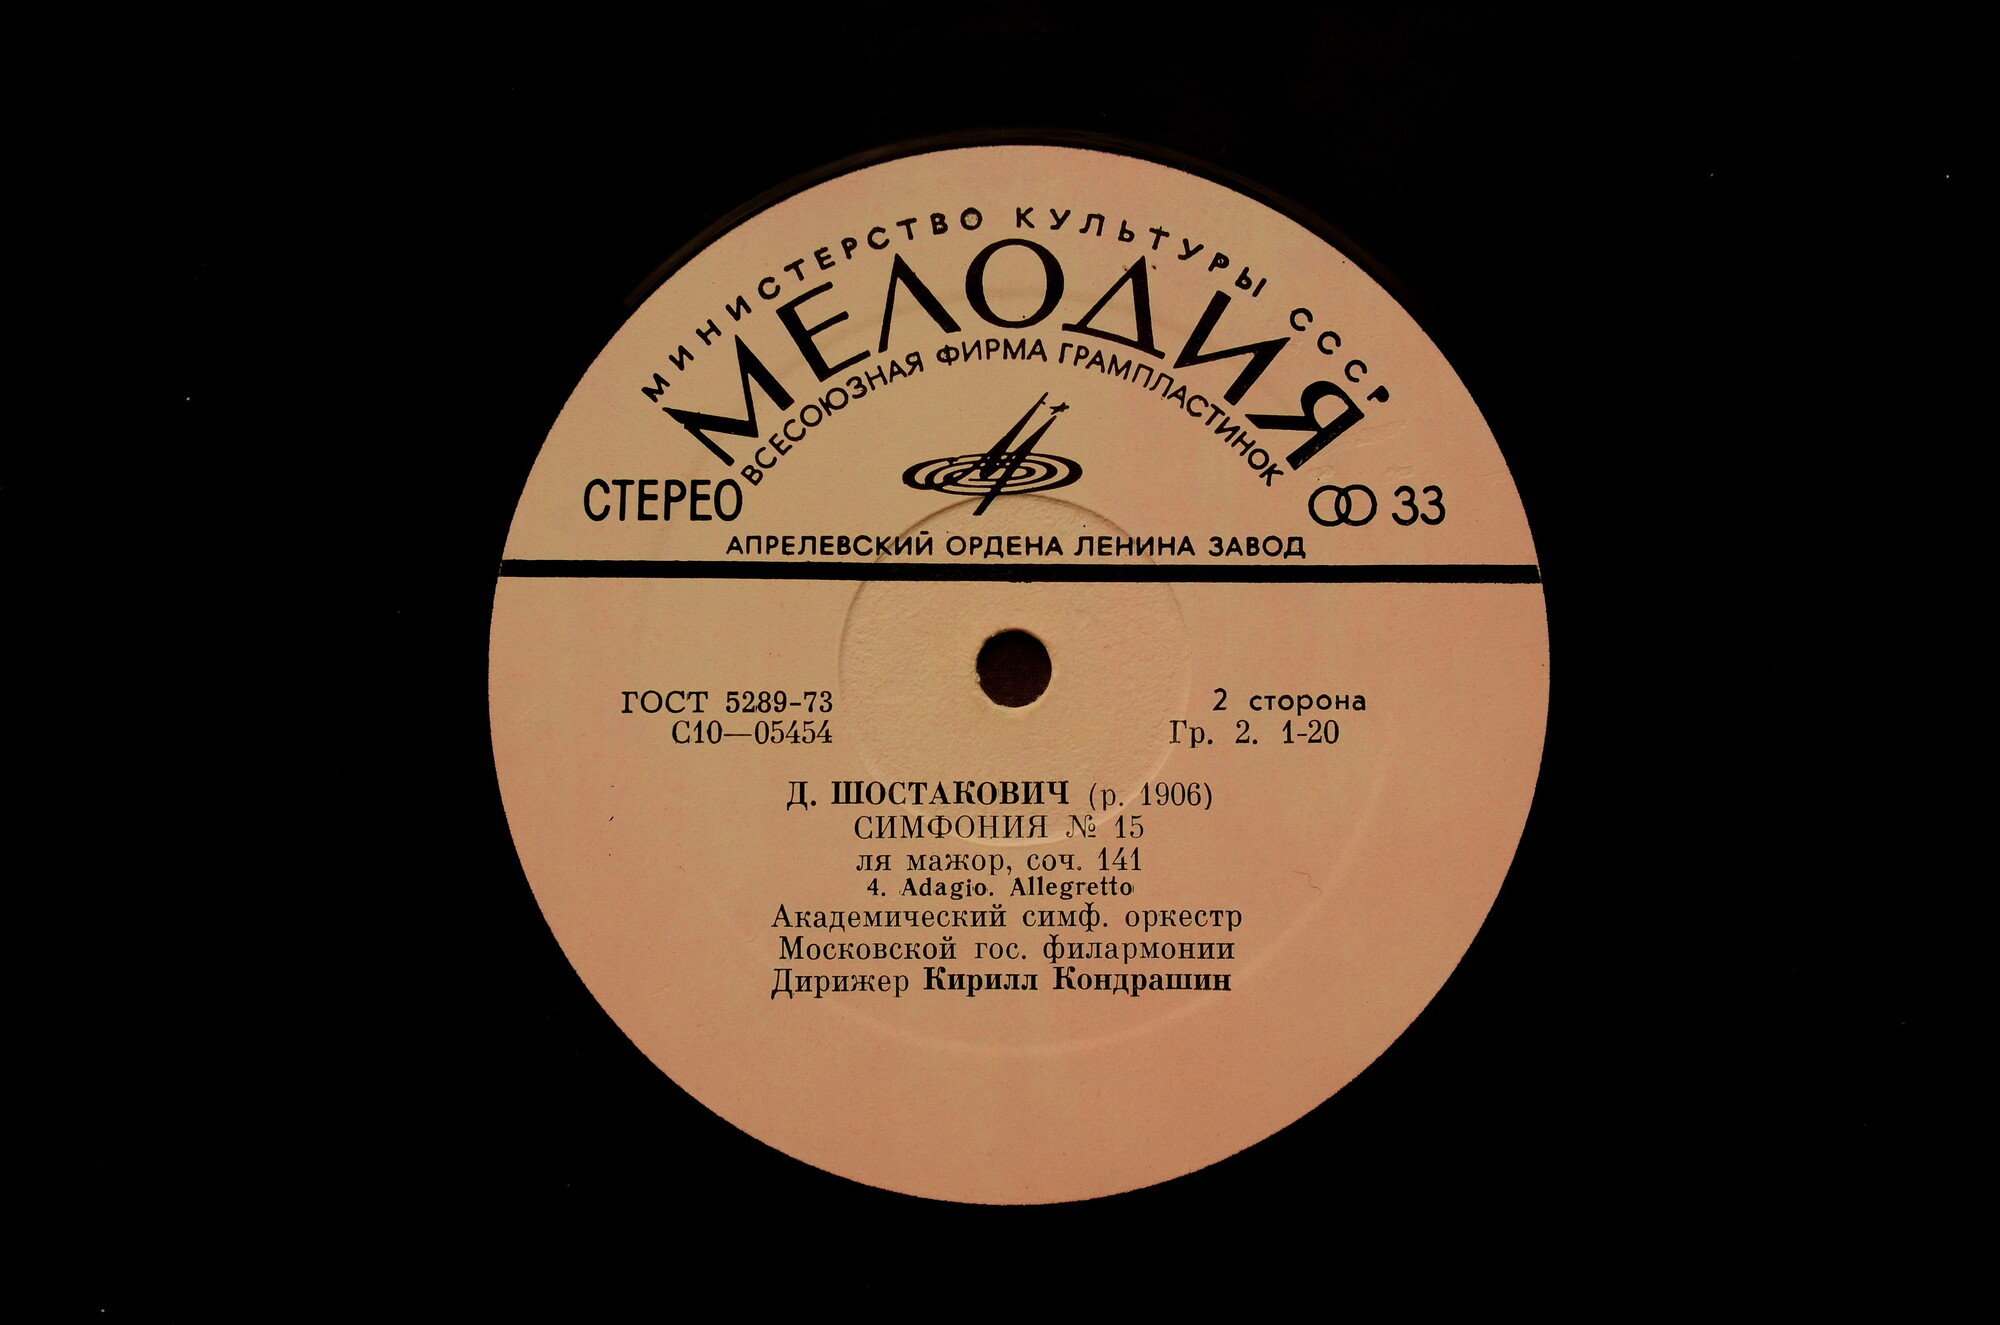 МИНИСТЕРСТВО КУЛЬТУРЫ СССР
МЕЛОДИЯ
ВСЕСОЮЗНАЯ ФИРМА ГРАМПЛАСТИНОК
СТЕРЕО
33
АПРЕЛЕВСКИЙ ОРДЕНА ЛЕНИНА ЗАВОД
ГОСТ 5289-73
2 сторона
С10—05454
Гр. 2. 1-20
Д. ШОСТАКОВИЧ (р. 1906)
СИМФОНИЯ № 15
ля мажор, соч. 141
4. Adagio. Allegretto
Академический симф. оркестр
Московской гос. филармонии
Дирижер Кирилл Кондрашин